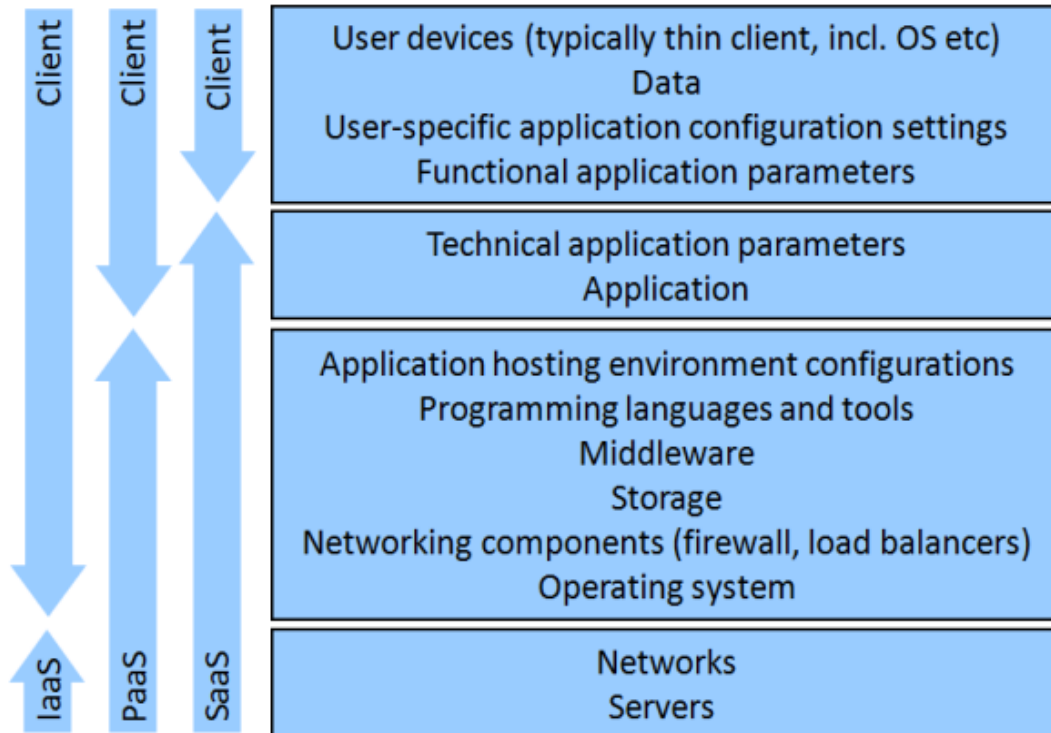 Client
Client
Client
IaaS
PaaS
SaaS
User devices (typically thin client, incl. OS etc)
Data
User-specific application configuration settings
Functional application parameters
Technical application parameters
Application
Application hosting environment configurations
Programming languages and tools
Middleware
Storage
Networking components (firewall, load balancers)
Operating system
Networks
Servers